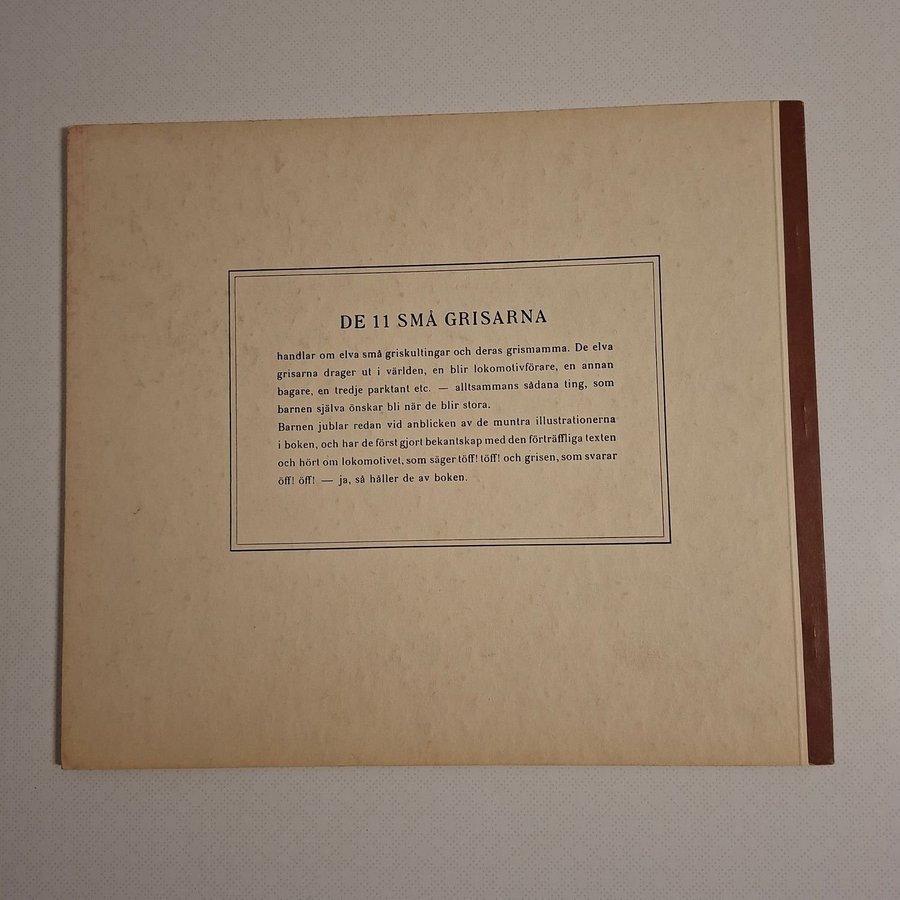 DE 11 SMÅ GRISARNA
handlar om elva små griskultingar och deras grismamma. De elva
grisarna drager ut i världen, en blir lokomotivförare, en annan
bagare, en tredje parktant etc. — alltsammans sådana ting, som
barnen själva önskar bli när de blir stora.
Barnen jublar redan vid anblicken av de muntra illustrationerna
i boken, och har de först gjort bekantskap med den förträffliga texten
och hört om lokomotivet, som säger töff! töff! och grisen, som svarar
öff! öff! — ja, så håller de av boken.